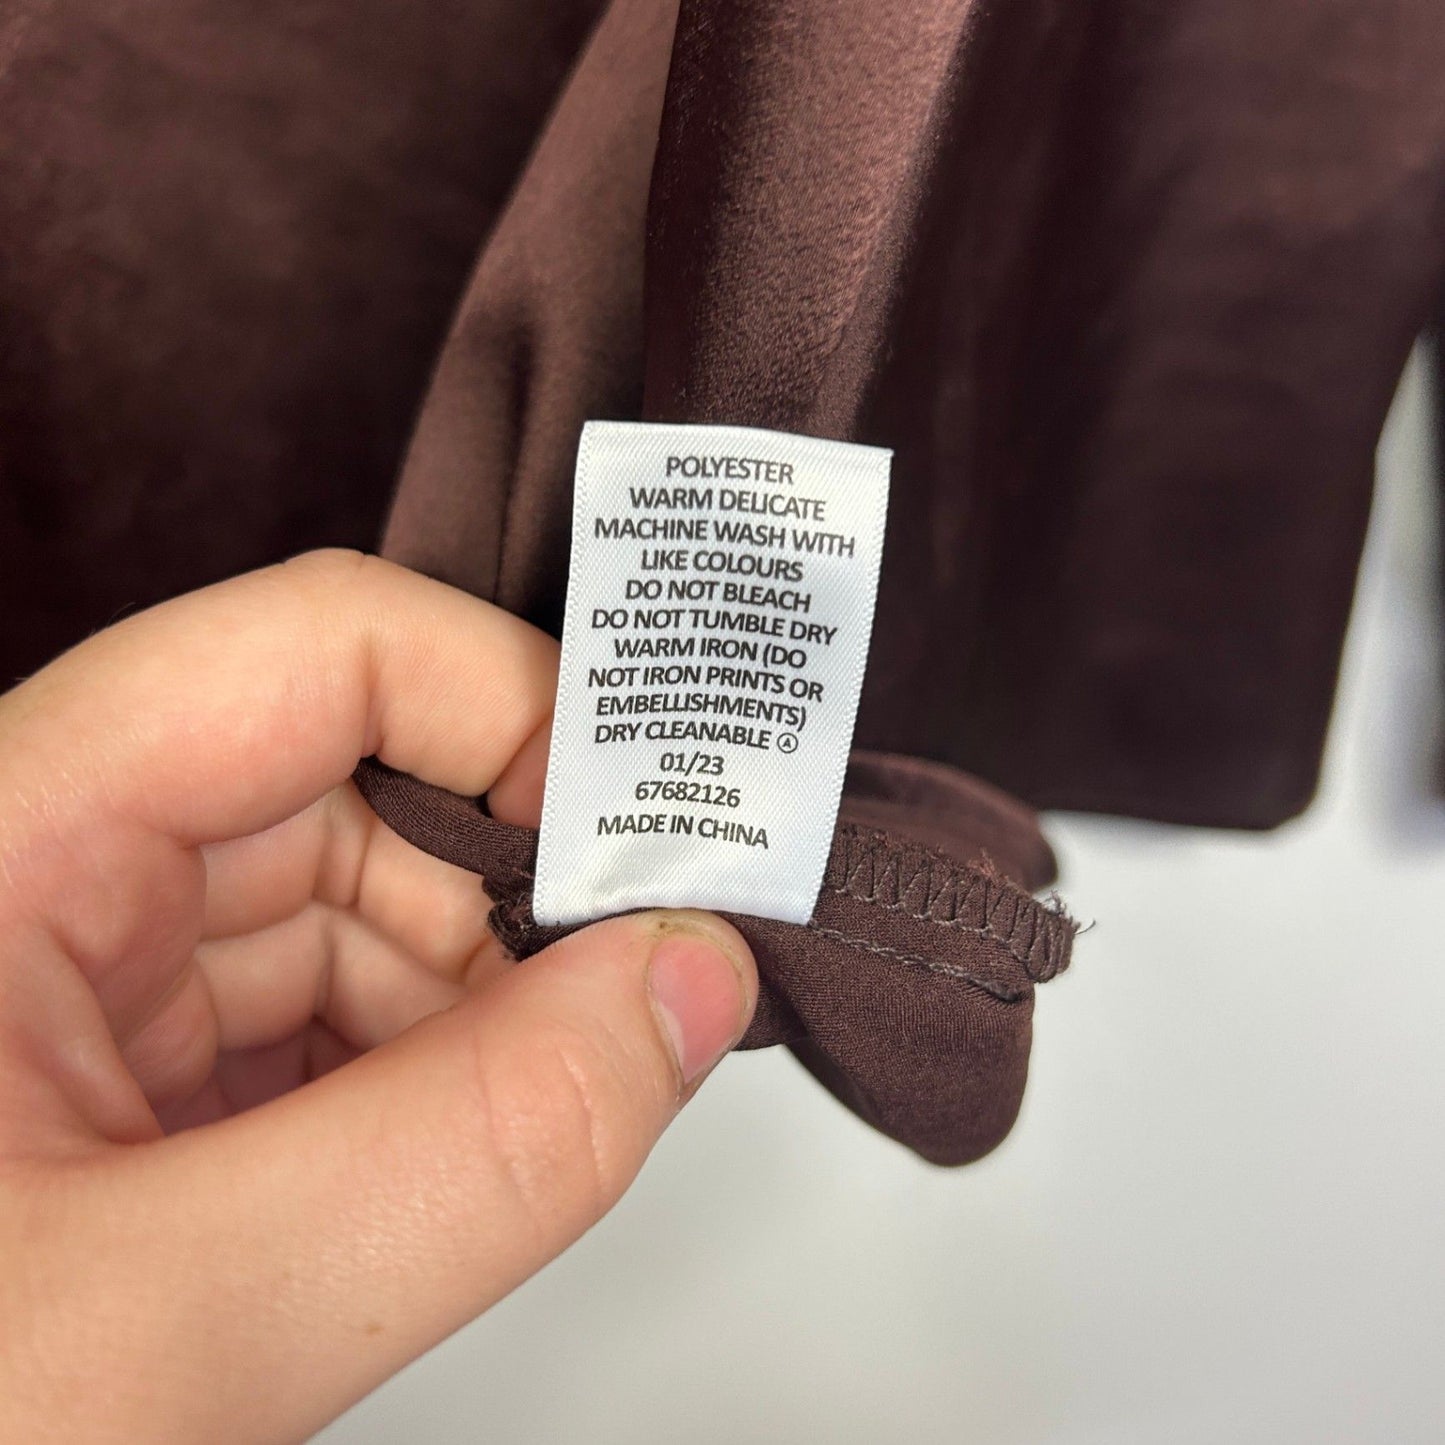 POLYESTER
WARM DELICATE
MACHINE WASH WITH
LIKE COLOURS
DO NOT BLEACH
DO NOT TUMBLE DRY
WARM IRON (DO
NOT IRON PRINTS OR
EMBELLISHMENTS)
DRY CLEANABLE Ⓐ
01/23
67682126
MADE IN CHINA